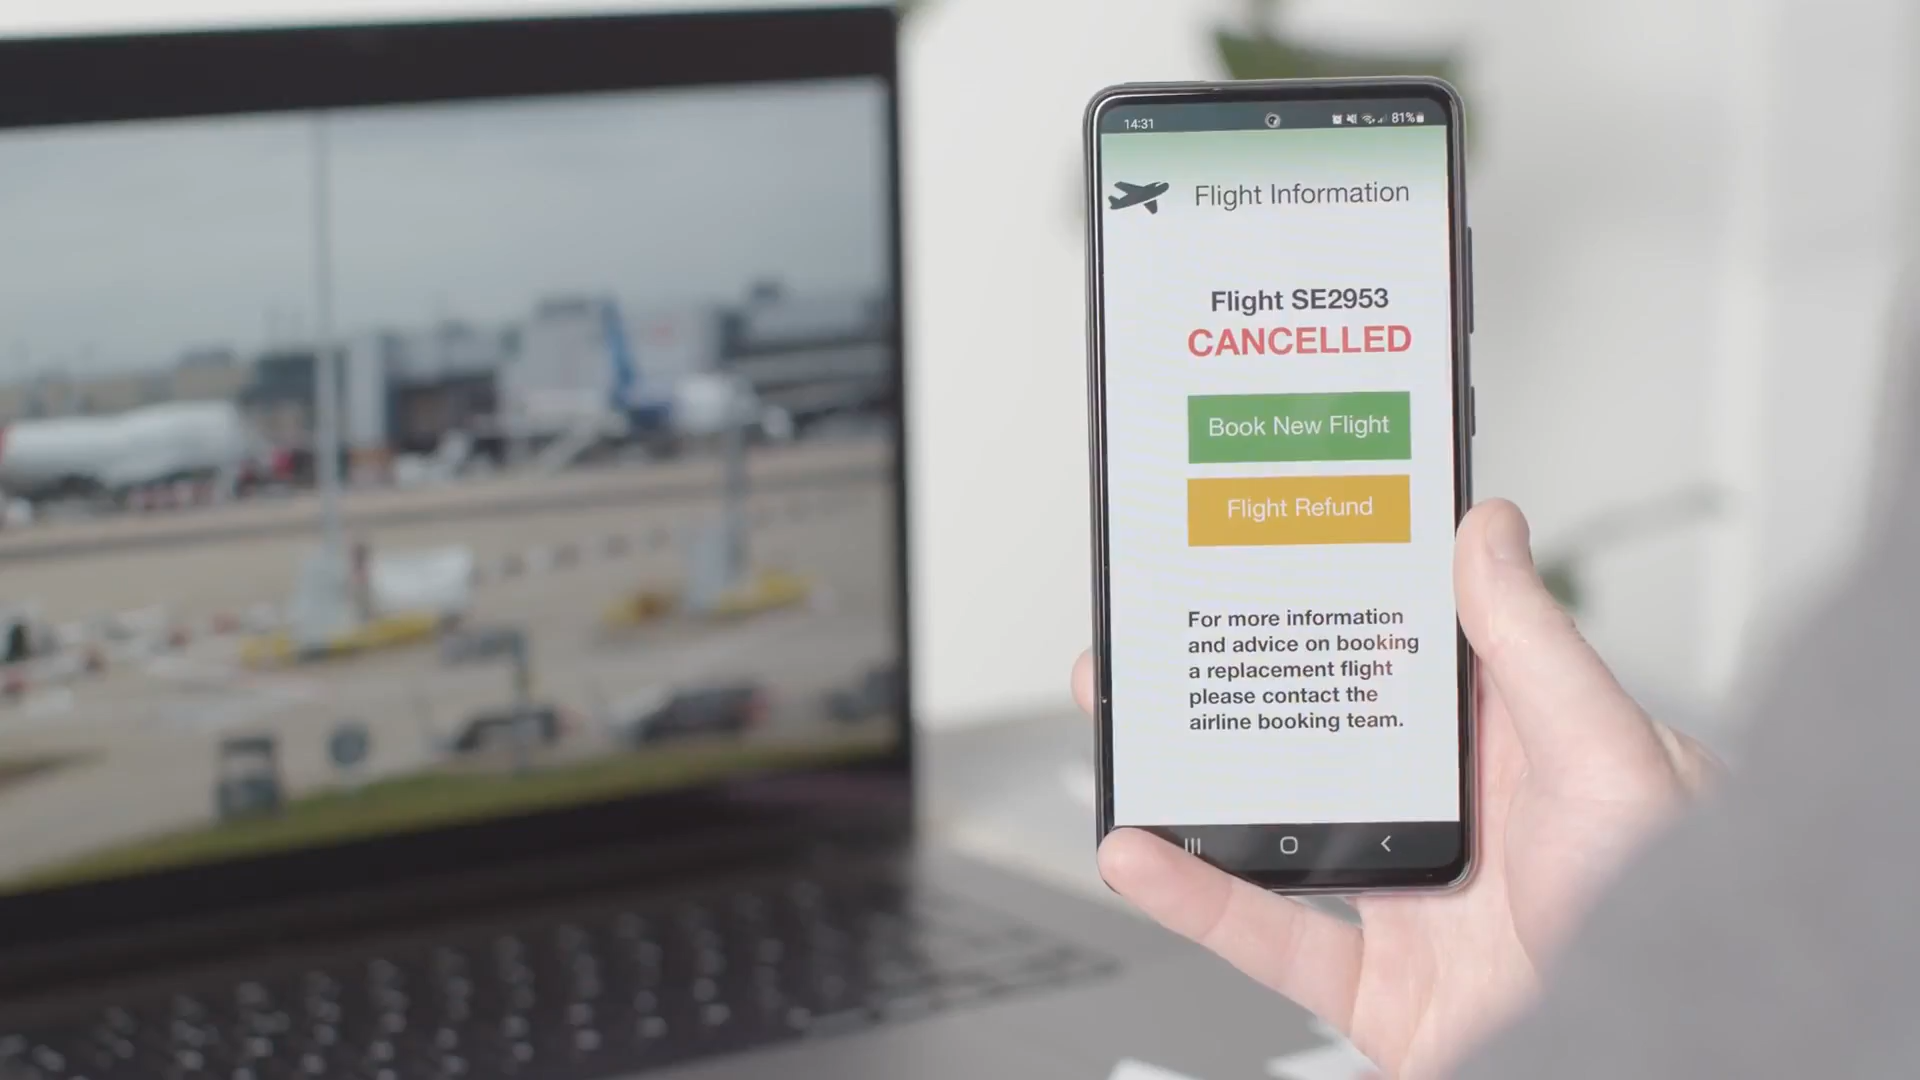 14:31
81%
Flight Information
Flight SE2953
CANCELLED
Book New Flight
Flight Refund
For more information
and advice on booking
a replacement flight
please contact the
airline booking team.